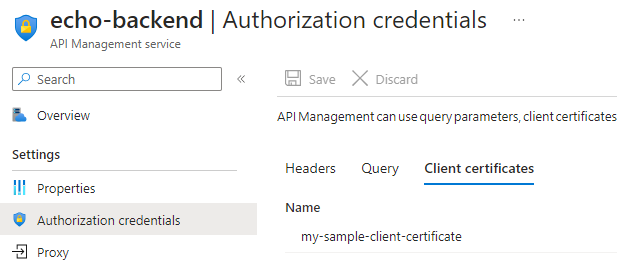 echo-backend | Authorization credentials ...
API Management service
Search
«
Save
Discard
Overview
API Management can use query parameters, client certificates
Settings
Headers
Query
Client certificates
Properties
Name
Authorization credentials
my-sample-client-certificate
Proxy